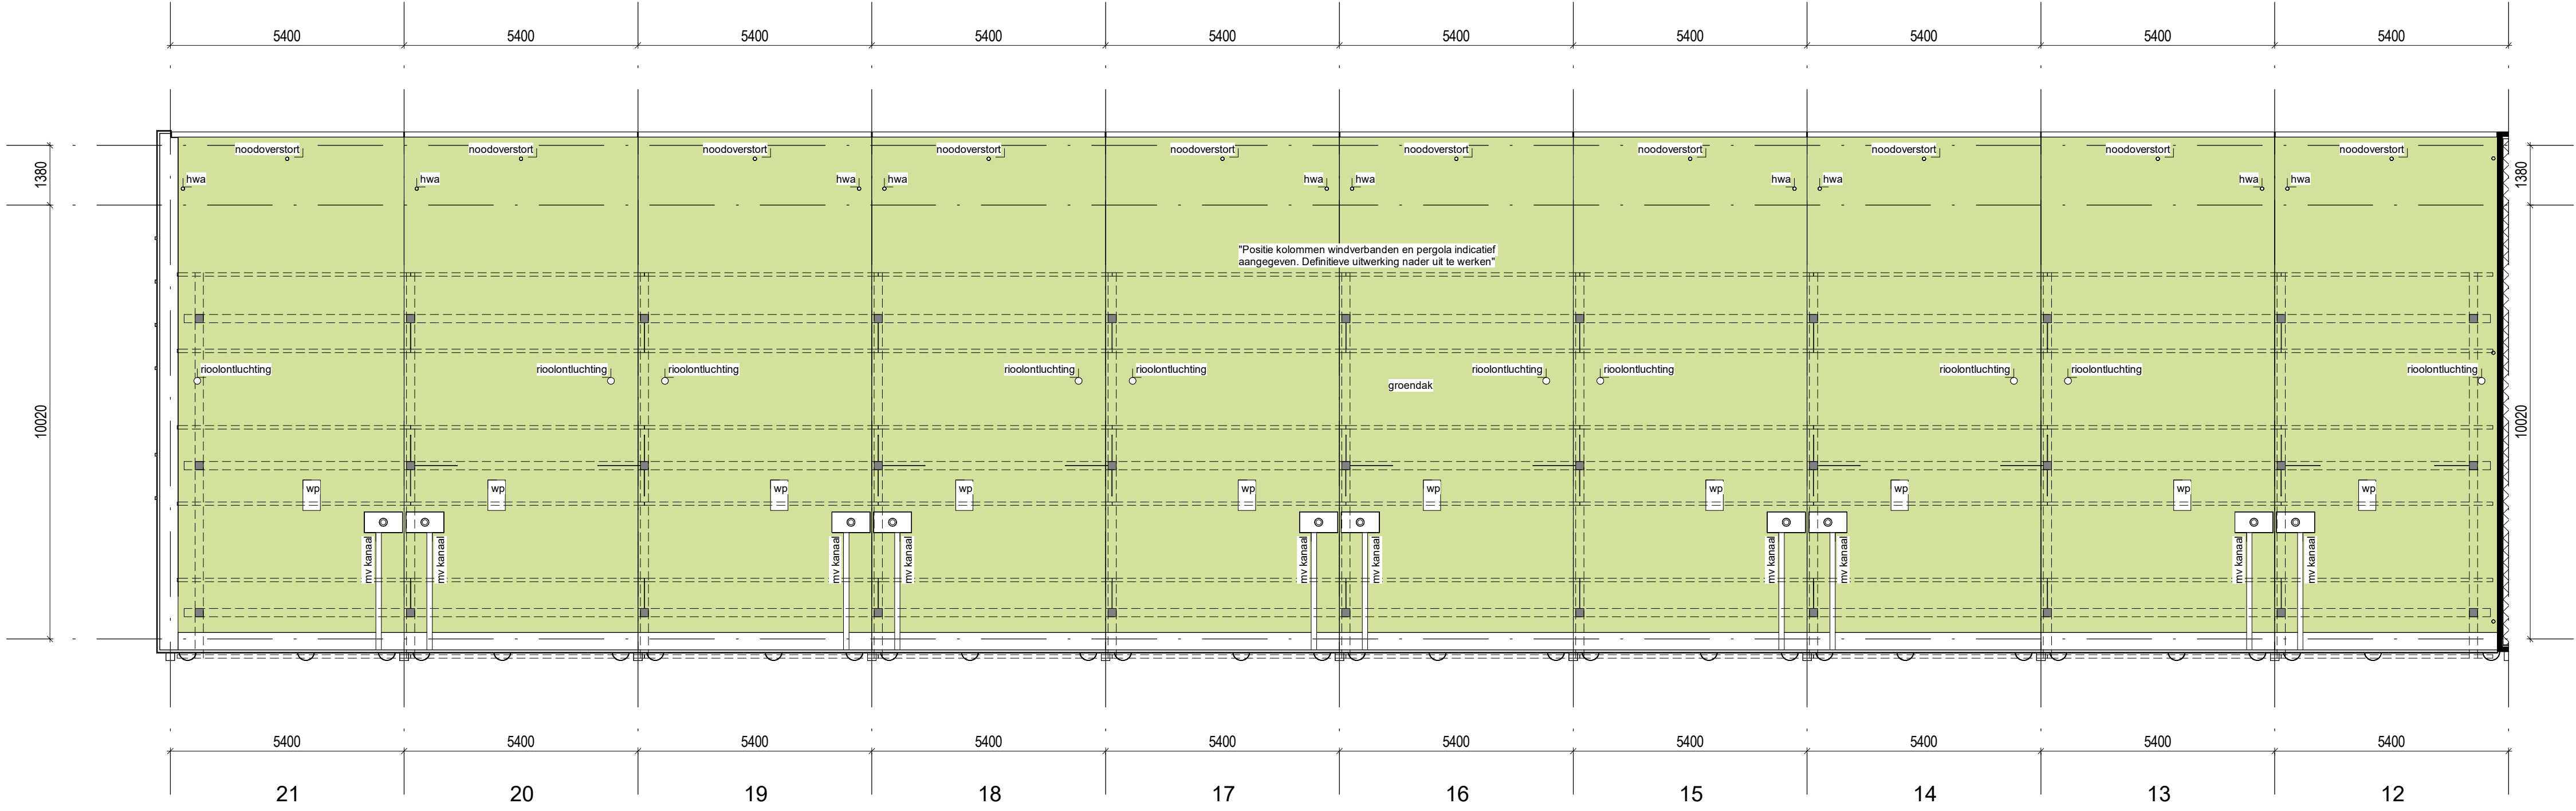 5400 5400 5400 5400 5400 5400 5400 5400 5400 5400
noodoverstort noodoverstort noodoverstort noodoverstort noodoverstort noodoverstort noodoverstort noodoverstort noodoverstort noodoverstort
1380 1380
hwa hwa hwa hwa hwa hwa hwa hwa hwa hwa
"Positie kolommen windverbanden en pergola indicatief
aangegeven. Definitieve uitwerking nader uit te werken"
rioolontluchting rioolontluchting rioolontluchting rioolontluchting rioolontluchting rioolontluchting rioolontluchting rioolontluchting rioolontluchting rioolontluchting
groendak
10020 10020
wp wp wp wp wp wp wp wp wp wp
mv kanaal mv kanaal mv kanaal mv kanaal mv kanaal mv kanaal mv kanaal mv kanaal mv kanaal mv kanaal
5400 5400 5400 5400 5400 5400 5400 5400 5400 5400
21 20 19 18 17 16 15 14 13 12